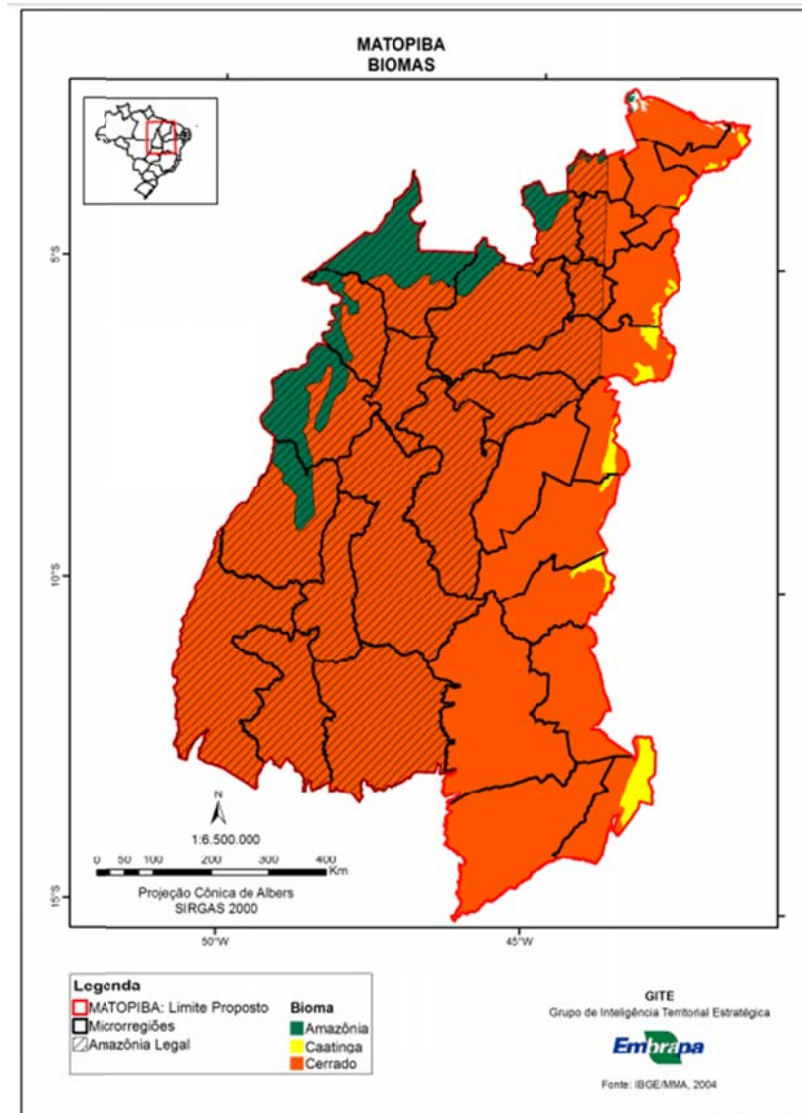 MATOPIBA
BIOMAS
5°S
10°S
15°S
N
1:6.500.000
0 50 100 200 300 400
Km
Projeção Cônica de Albers
SIRGAS 2000
50°W
45°W
Legenda
MATOPIBA: Limite Proposto
Microrregiões
Amazônia Legal
Bioma
Amazônia
Caatinga
Cerrado
GITE
Grupo de Inteligência Territorial Estratégica
Embrapa
Fonte: IBGE/MMA, 2004